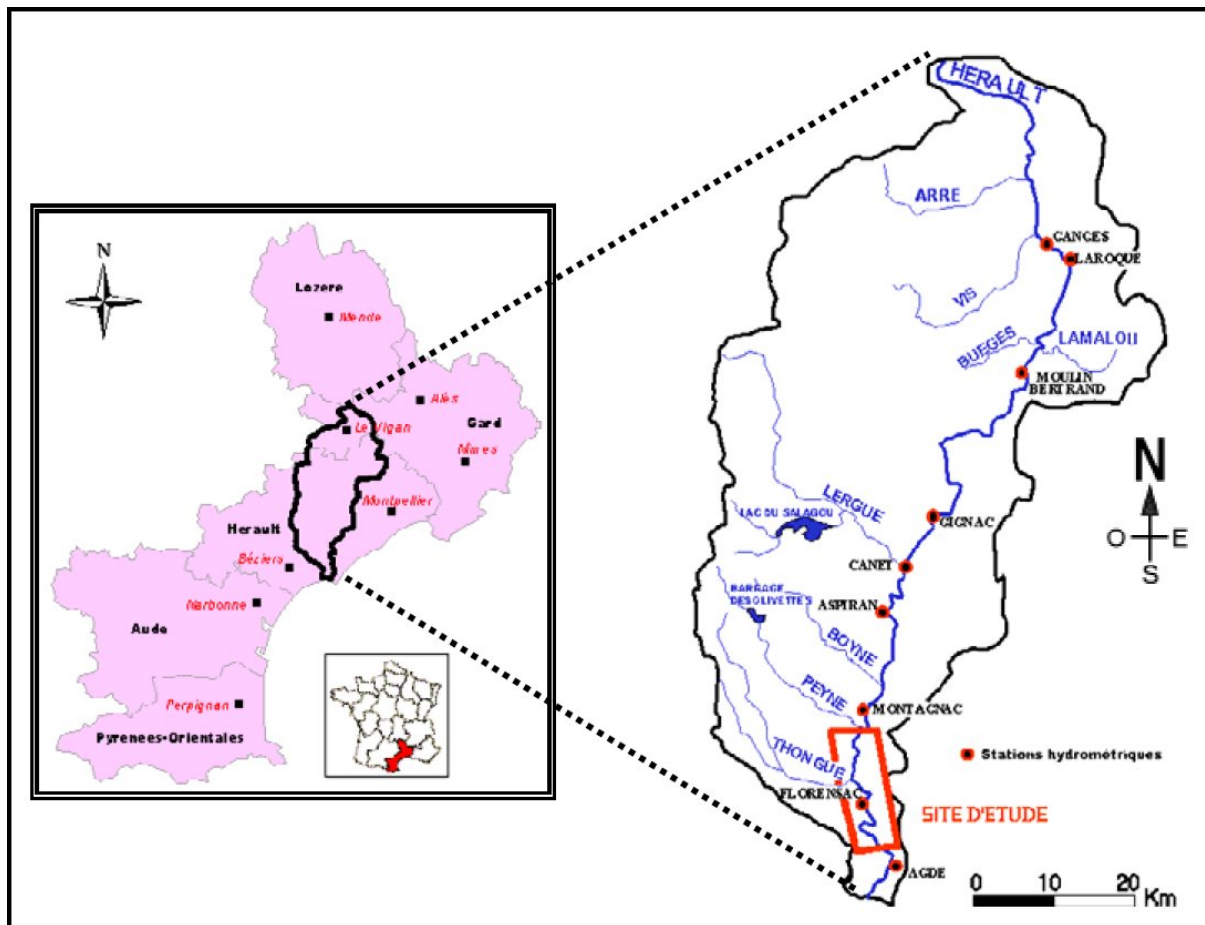 N
Lozere
Mende
Alès
Gard
Le Vigan
Nîmes
Montpellier
Herault
Béziers
Narbonne
Aude
Perpignan
Pyrenees-Orientales
HERAULT
ARRE
GANGES
LAROQUE
VIS
BUEGES
LAMALOU
MOULIN
BERTRAND
N
O
E
S
LERGUE
LAC DU SALAGOU
GIGNAC
CANET
BARRAGE
DES OLIVETTES
ASPIRAN
BOYNE
PEYNE
MONTAGNAC
THONGUE
Stations hydrométriques
FLORENSAC
SITE D'ETUDE
AGDE
0 10 20 Km